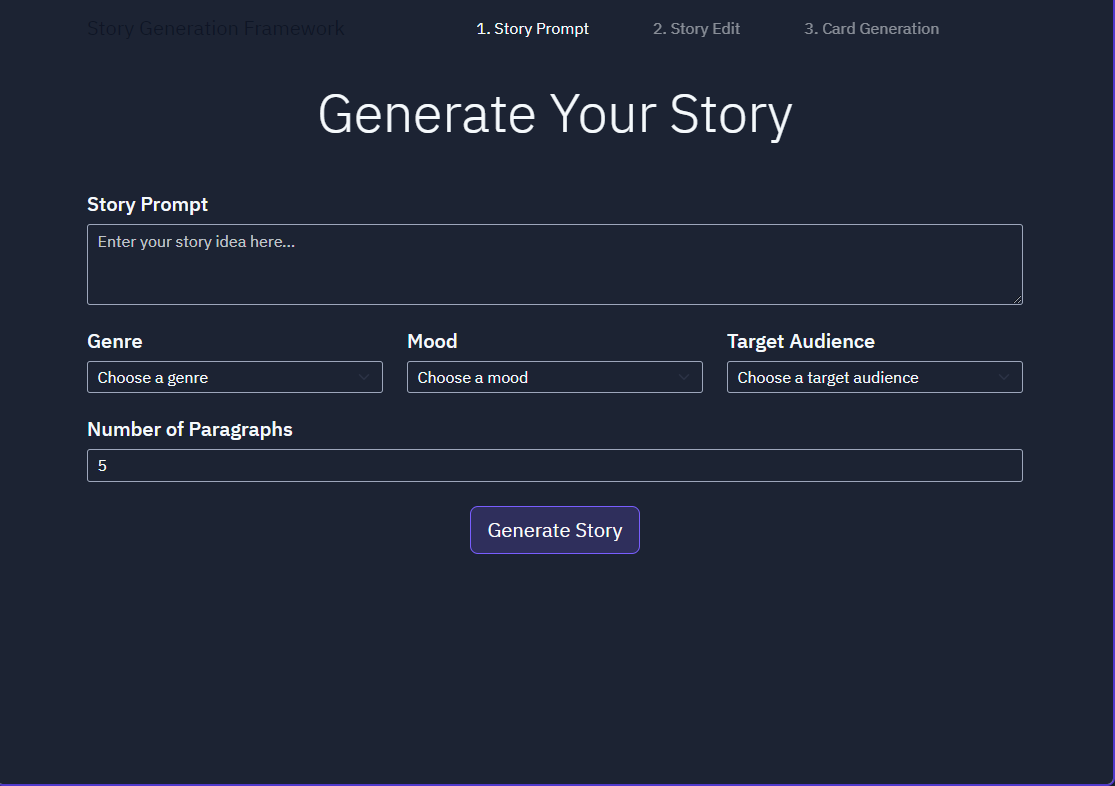 Story Generation Framework 1. Story Prompt 2. Story Edit 3. Card Generation
Generate Your Story
Story Prompt
Enter your story idea here...
Genre Mood Target Audience
Choose a genre Choose a mood Choose a target audience
Number of Paragraphs
5
Generate Story